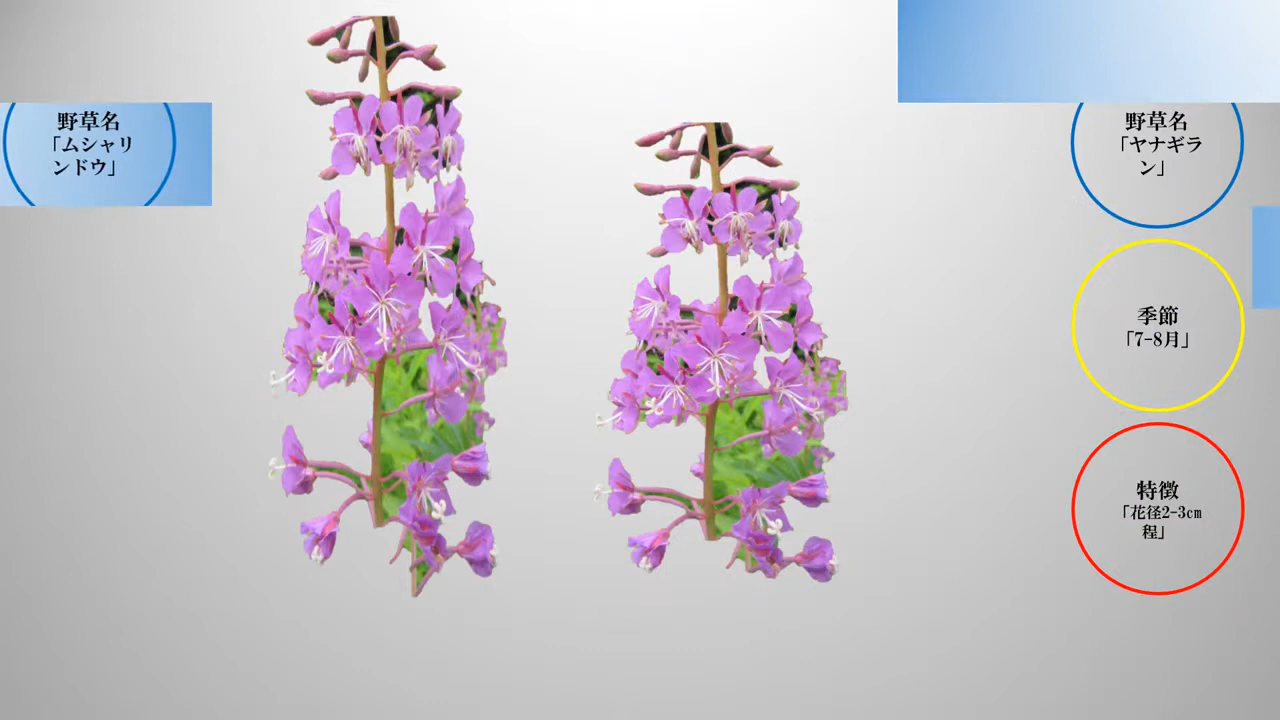 野草名
「ムシャリ
ンドウ」
野草名
「ヤナギラ
ン」
季節
「7-8月」
特徴
「花径2-3㎝
程」